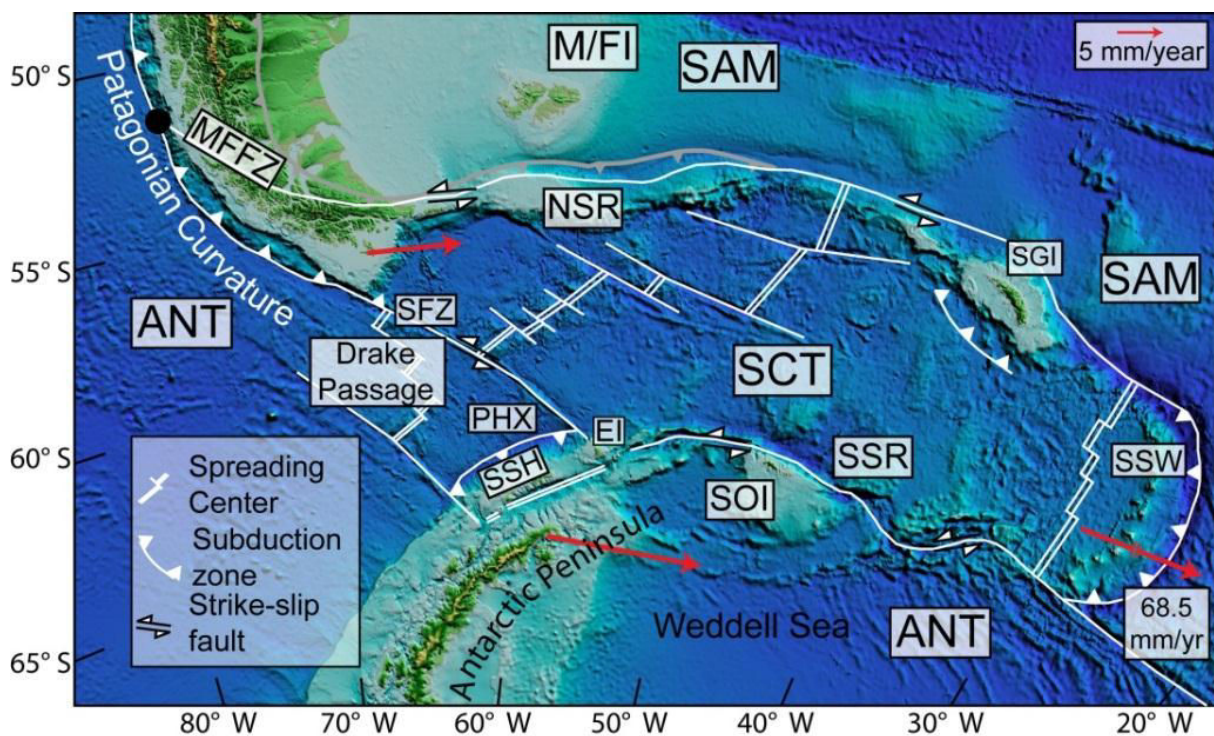 50° S
55° S
60° S
65° S
M/FI
SAM
5 mm/year
Patagonian Curvature
MFFZ
NSR
SGI
SAM
ANT
SFZ
Drake
Passage
SCT
PHX
EI
SSH
SSR
SSW
SOI
Spreading
Center
Subduction
zone
Strike-slip
fault
Antarctic Peninsula
Weddell Sea
ANT
68.5
mm/yr
80° W
70° W
60° W
50° W
40° W
30° W
20° W